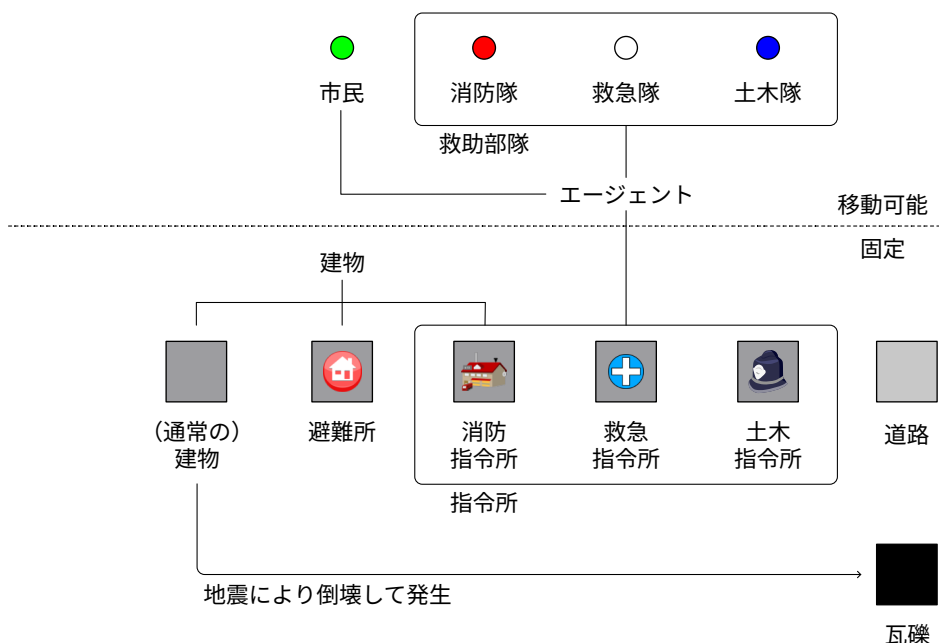 市民
消防隊
救急隊
土木隊
救助部隊
エージェント
移動可能
固定
建物
（通常の）
建物
避難所
消防
指令所
救急
指令所
土木
指令所
道路
指令所
地震により倒壊して発生
瓦礫